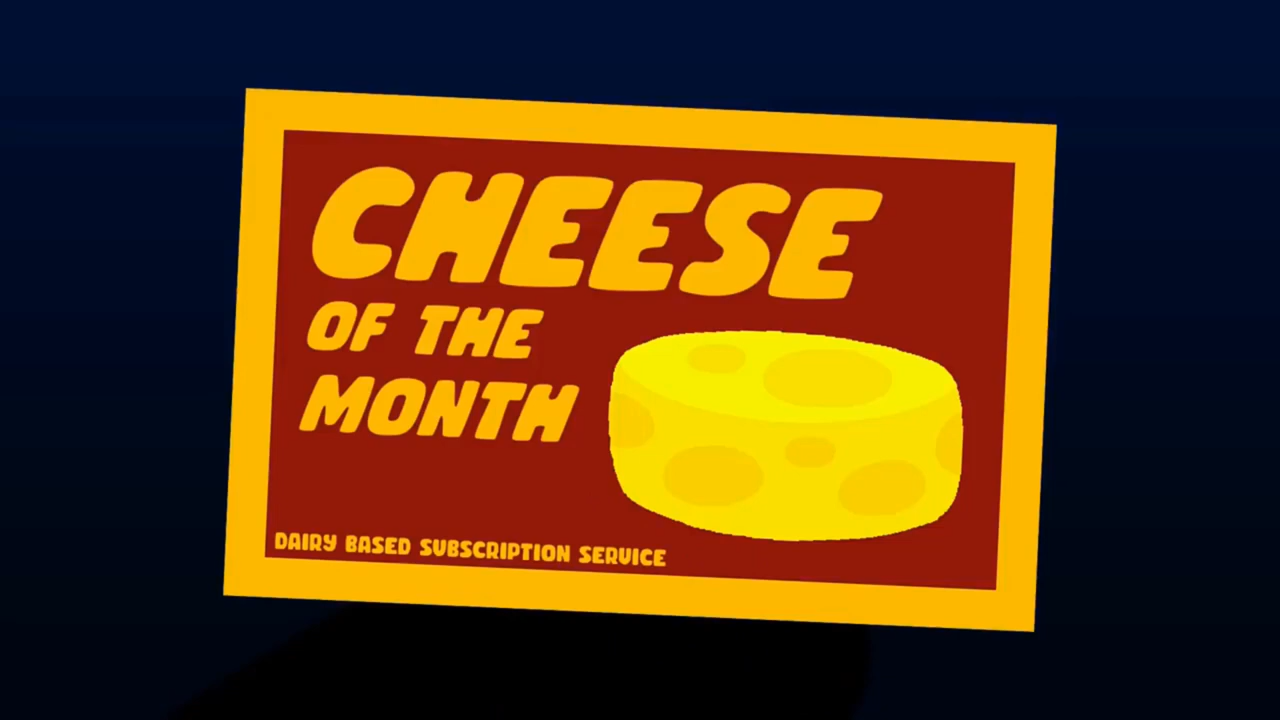 CHEESE
OF THE
MONTH
DAIRY BASED SUBSCRIPTION SERVICE